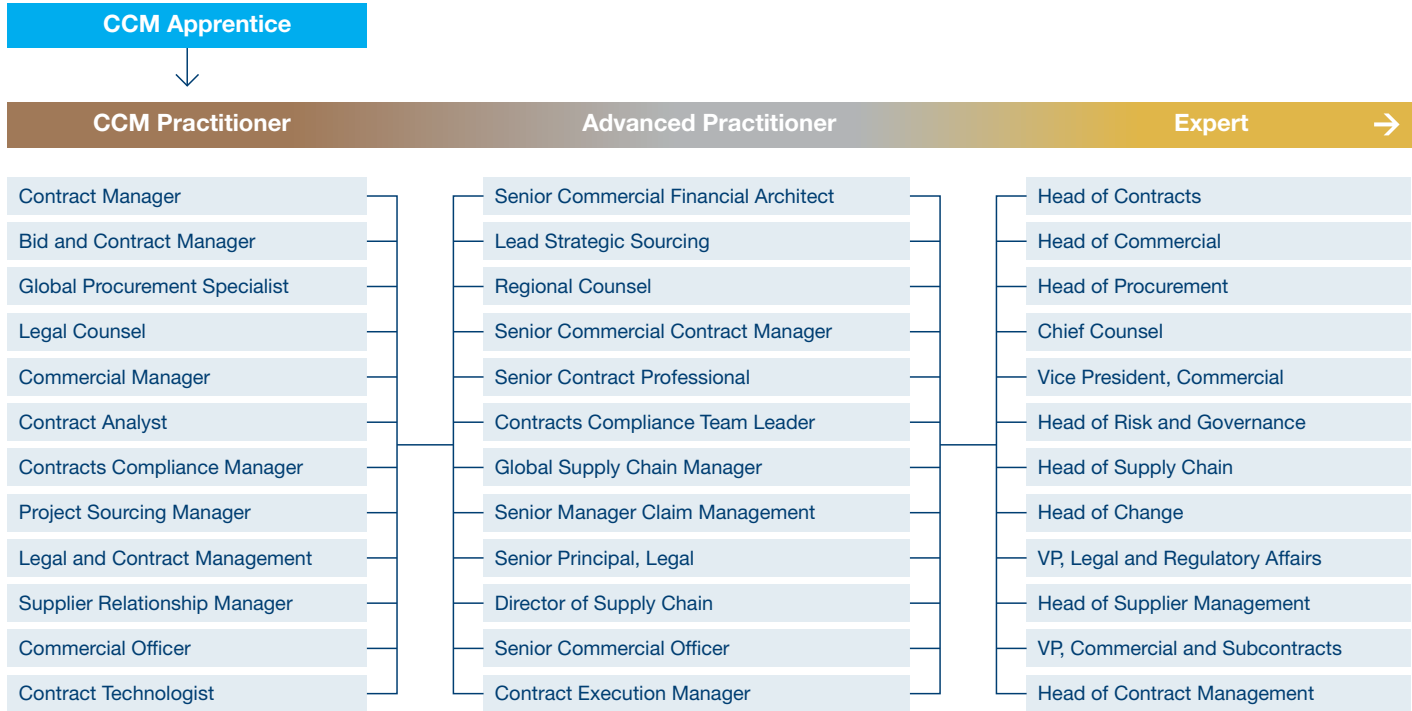 CCM Apprentice
CCM Practitioner
Advanced Practitioner
Expert
Contract Manager
Bid and Contract Manager
Global Procurement Specialist
Legal Counsel
Commercial Manager
Contract Analyst
Contracts Compliance Manager
Project Sourcing Manager
Legal and Contract Management
Supplier Relationship Manager
Commercial Officer
Contract Technologist
Senior Commercial Financial Architect
Lead Strategic Sourcing
Regional Counsel
Senior Commercial Contract Manager
Senior Contract Professional
Contracts Compliance Team Leader
Global Supply Chain Manager
Senior Manager Claim Management
Senior Principal, Legal
Director of Supply Chain
Senior Commercial Officer
Contract Execution Manager
Head of Contracts
Head of Commercial
Head of Procurement
Chief Counsel
Vice President, Commercial
Head of Risk and Governance
Head of Supply Chain
Head of Change
VP, Legal and Regulatory Affairs
Head of Supplier Management
VP, Commercial and Subcontracts
Head of Contract Management